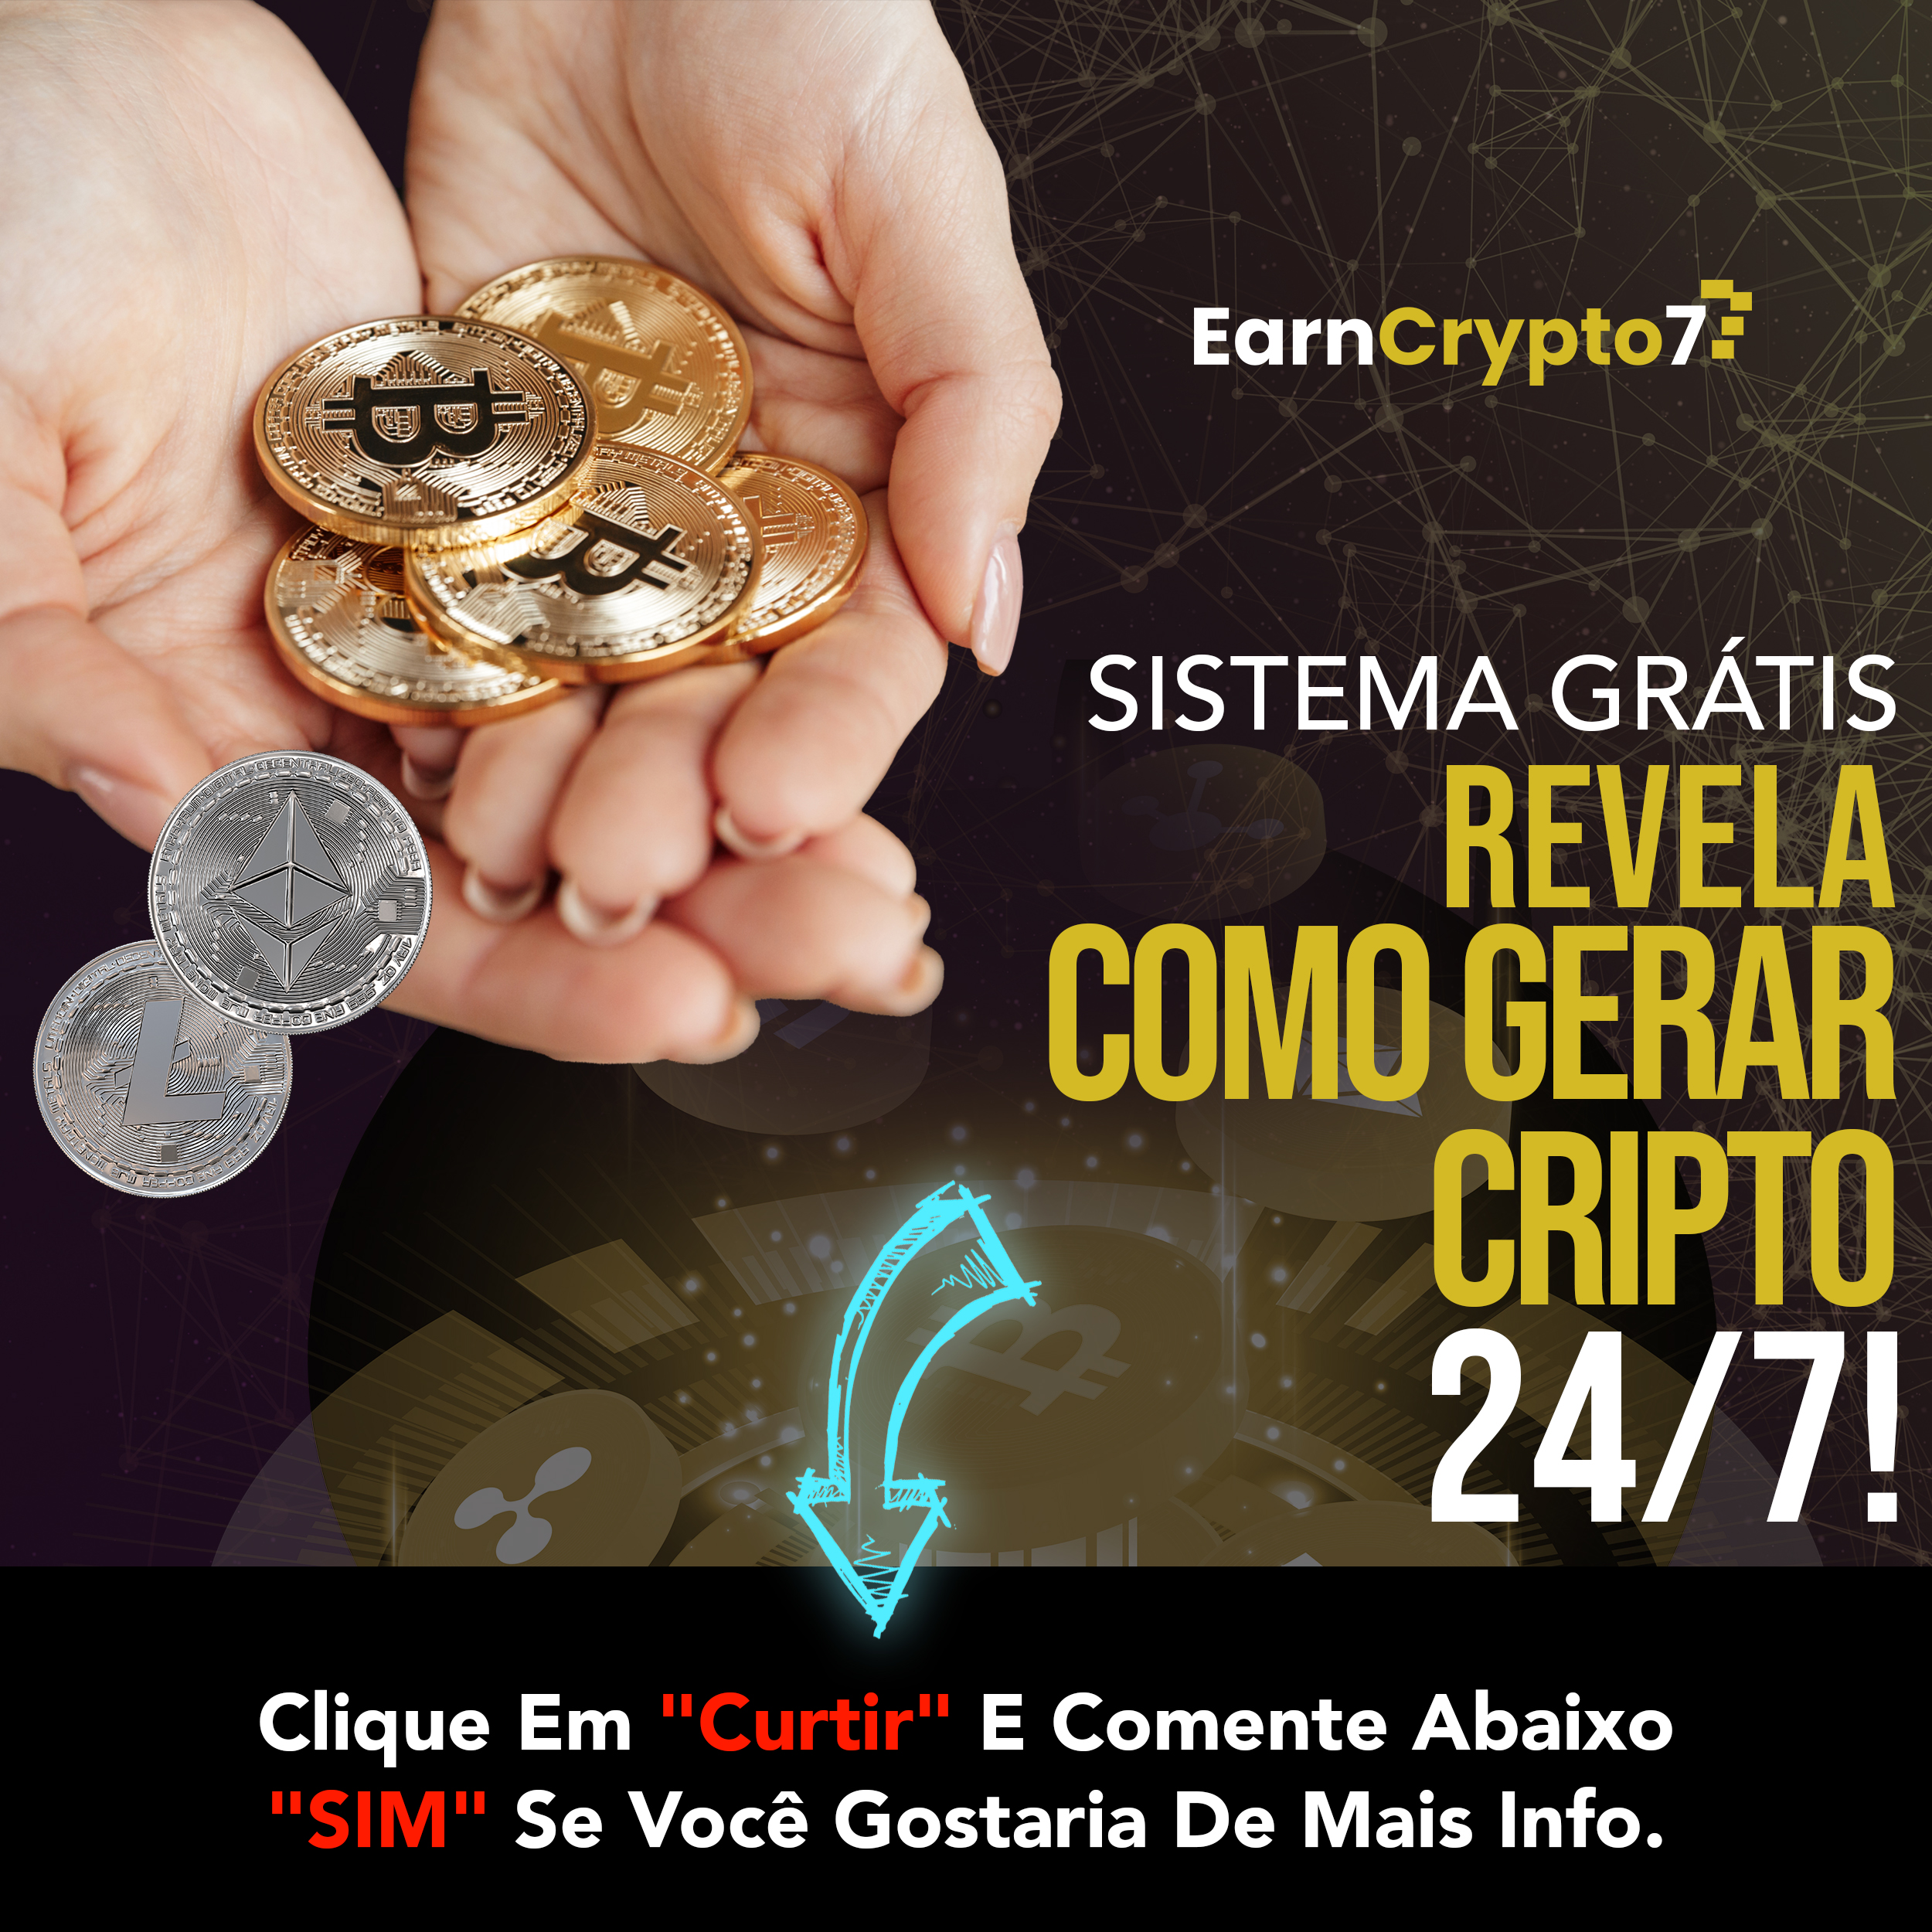 EarnCrypto7
SISTEMA GRÁTIS
REVELA
COMO GERAR
CRIPTO
24/7!
Clique Em "Curtir" E Comente Abaixo
"SIM" Se Você Gostaria De Mais Info.